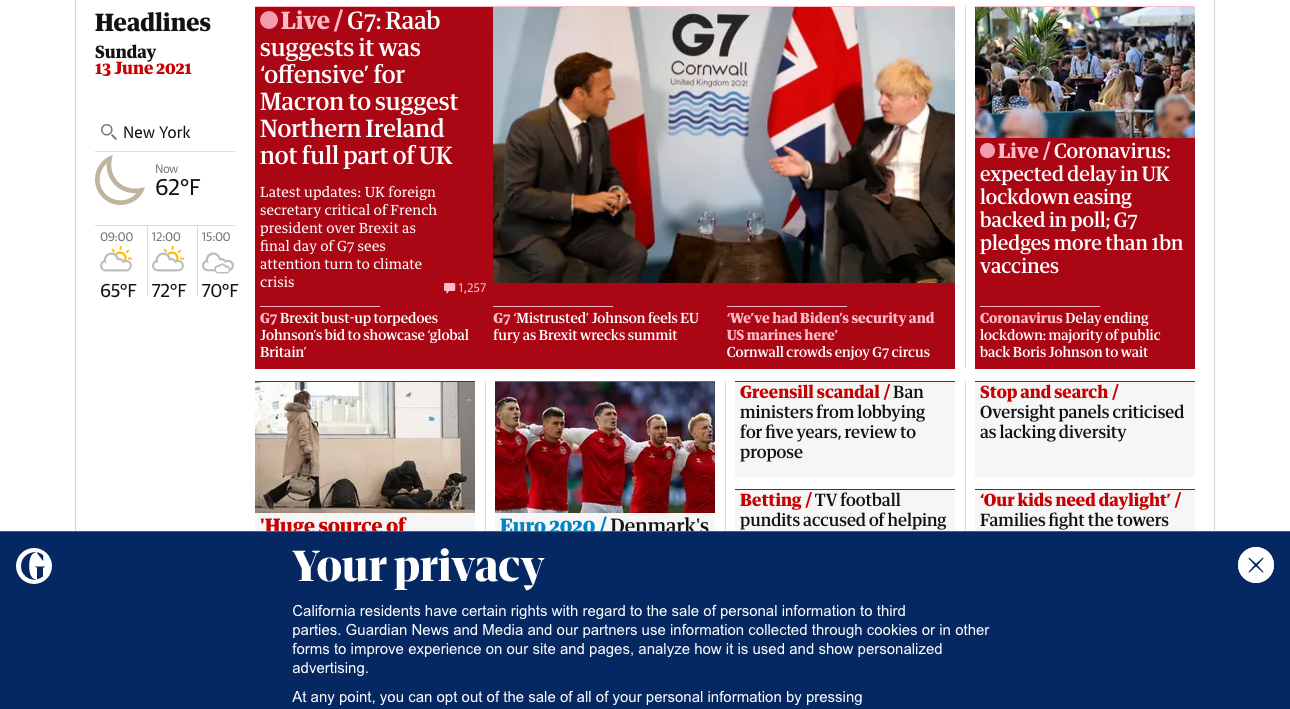 Headlines
Sunday
13 June 2021
New York
Now
62°F
09:00 12:00 15:00
65°F 72°F 70°F
Live / G7: Raab
suggests it was
‘offensive’ for
Macron to suggest
Northern Ireland
not full part of UK
Latest updates: UK foreign
secretary critical of French
president over Brexit as
final day of G7 sees
attention turn to climate
crisis
1,257
G7
Cornwall
United Kingdom 2021
G7 Brexit bust-up torpedoes
Johnson’s bid to showcase ‘global
Britain’
G7 ‘Mistrusted’ Johnson feels EU
fury as Brexit wrecks summit
‘We’ve had Biden’s security and
US marines here’
Cornwall crowds enjoy G7 circus
Live / Coronavirus:
expected delay in UK
lockdown easing
backed in poll; G7
pledges more than 1bn
vaccines
Coronavirus Delay ending
lockdown: majority of public
back Boris Johnson to wait
'Huge source of
Euro 2020 / Denmark's
Greensill scandal / Ban
ministers from lobbying
for five years, review to
propose
Betting / TV football
pundits accused of helping
Stop and search /
Oversight panels criticised
as lacking diversity
‘Our kids need daylight’ /
Families fight the towers
G
Your privacy
California residents have certain rights with regard to the sale of personal information to third
parties. Guardian News and Media and our partners use information collected through cookies or in other
forms to improve experience on our site and pages, analyze how it is used and show personalized
advertising.
At any point, you can opt out of the sale of all of your personal information by pressing